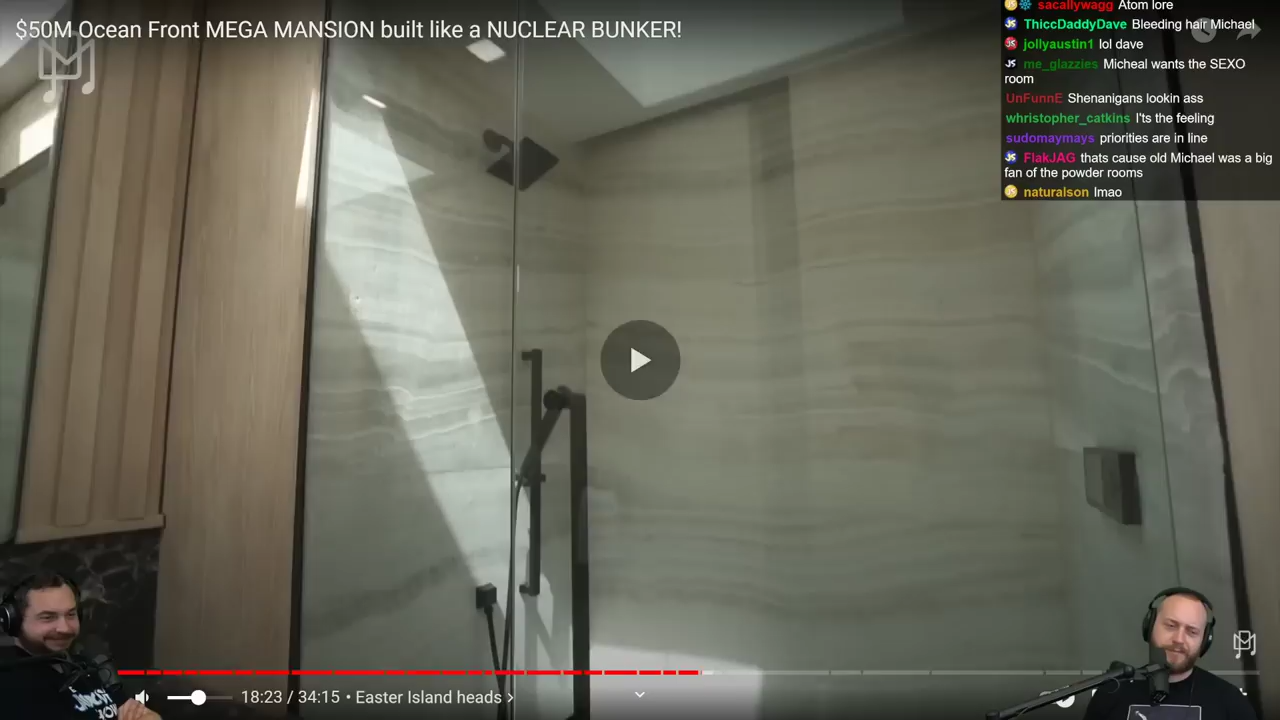 $50M Ocean Front MEGA MANSION built like a NUCLEAR BUNKER!
sacallywagg Atom lore
ThiccDaddyDave Bleeding hair Michael
jollyaustin1 lol dave
me_glazzies Micheal wants the SEXO
room
UnFunnE Shenanigans lookin ass
whristopher_catkins I'ts the feeling
sudomaymays priorities are in line
FlakJAG thats cause old Michael was a big
fan of the powder rooms
naturalson lmao
18:23 / 34:15 • Easter Island heads